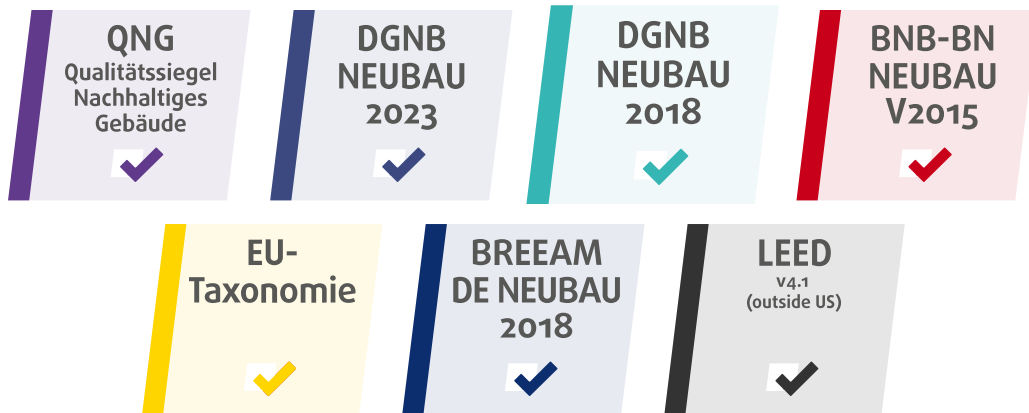 QNG
Qualitätssiegel
Nachhaltiges
Gebäude
DGNB
NEUBAU
2023
DGNB
NEUBAU
2018
BNB-BN
NEUBAU
V2015
EU-
Taxonomie
BREEAM
DE NEUBAU
2018
LEED
v4.1
(outside US)